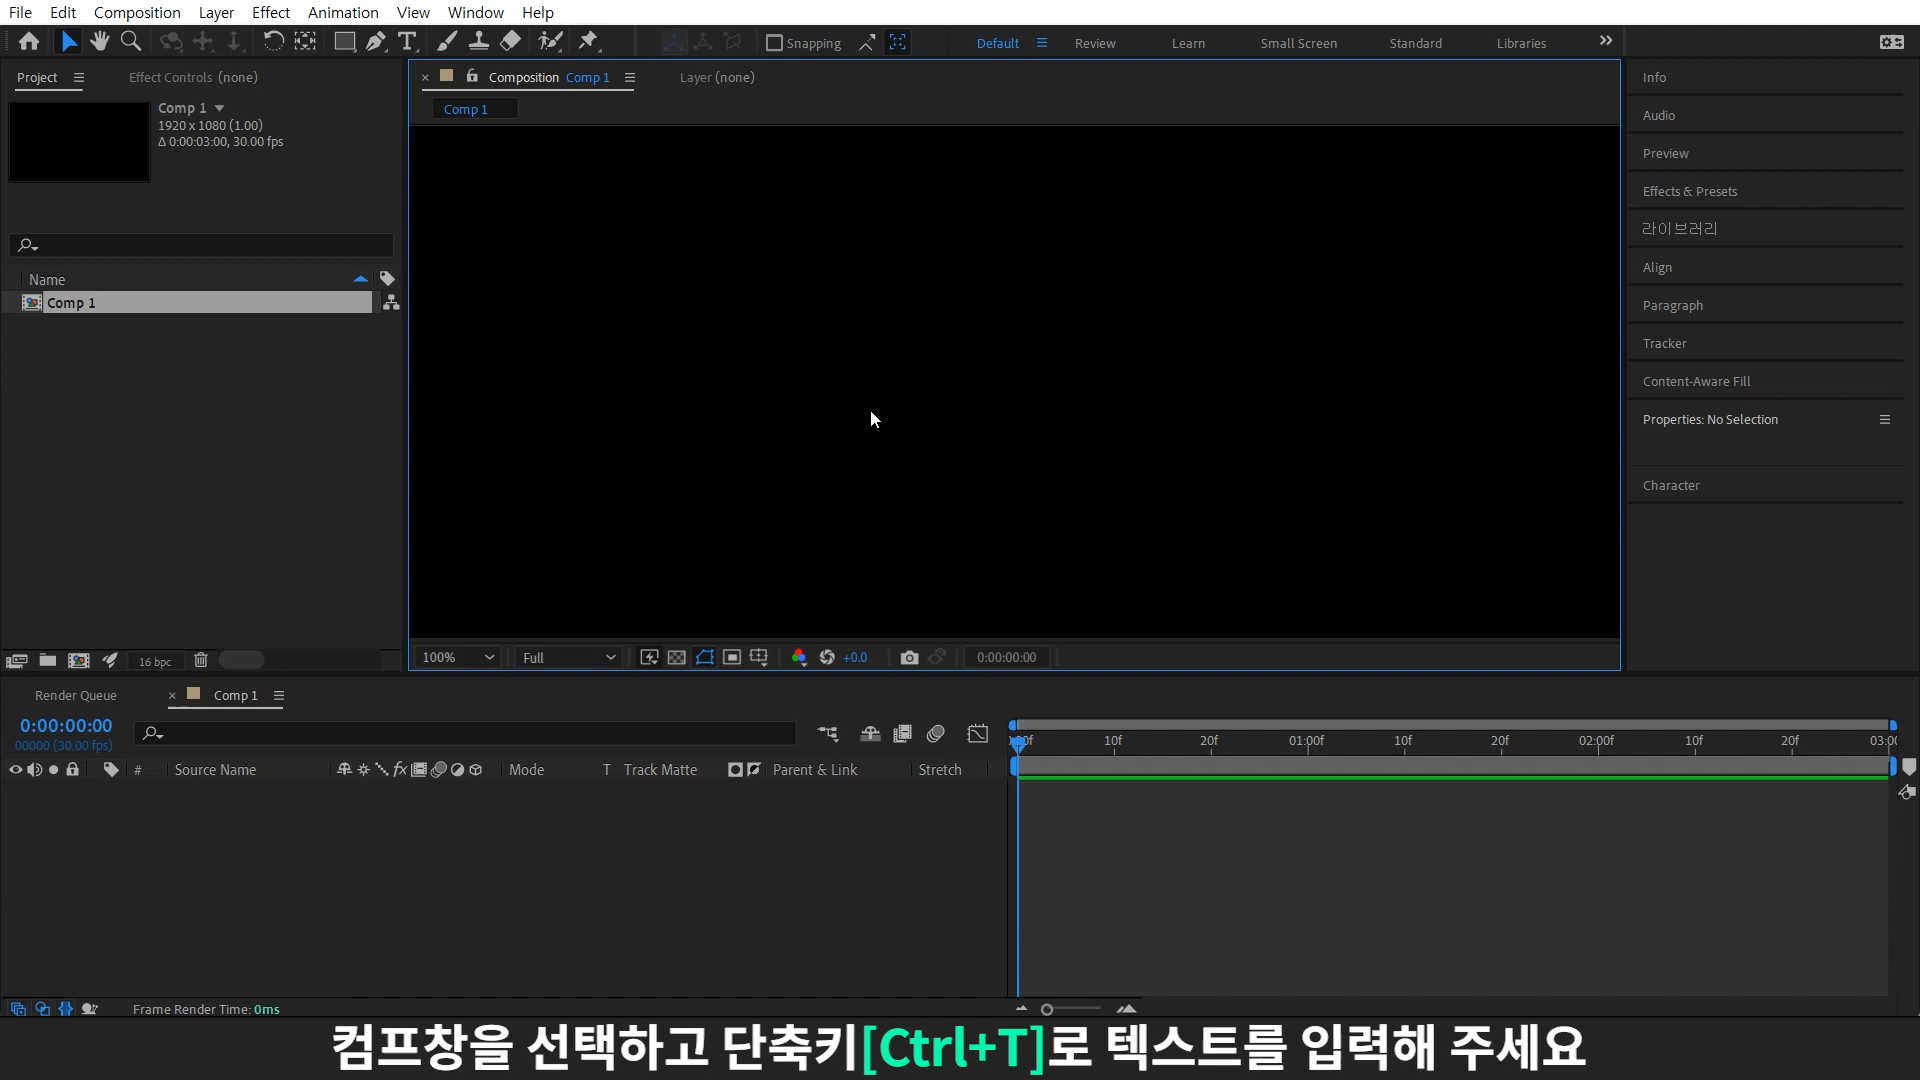 File Edit Composition Layer Effect Animation View Window Help
Snapping Default Review Learn Small Screen Standard Libraries
Project Effect Controls (none)
Comp 1
1920 x 1080 (1.00)
Δ 0:00:03:00, 30.00 fps
Name
Comp 1
16 bpc
Composition Comp 1 Layer (none)
Comp 1
100% Full +0.0 0:00:00:00
Info
Audio
Preview
Effects & Presets
라이브러리
Align
Paragraph
Tracker
Content-Aware Fill
Properties: No Selection
Character
Render Queue Comp 1
0:00:00:00
00000 (30.00 fps)
10f 20f 01:00f 10f 20f 02:00f 10f 20f
# Source Name fx Mode T Track Matte Parent & Link Stretch
Frame Render Time: 0ms
컴프창을 선택하고 단축키[Ctrl+T]로 텍스트를 입력해 주세요